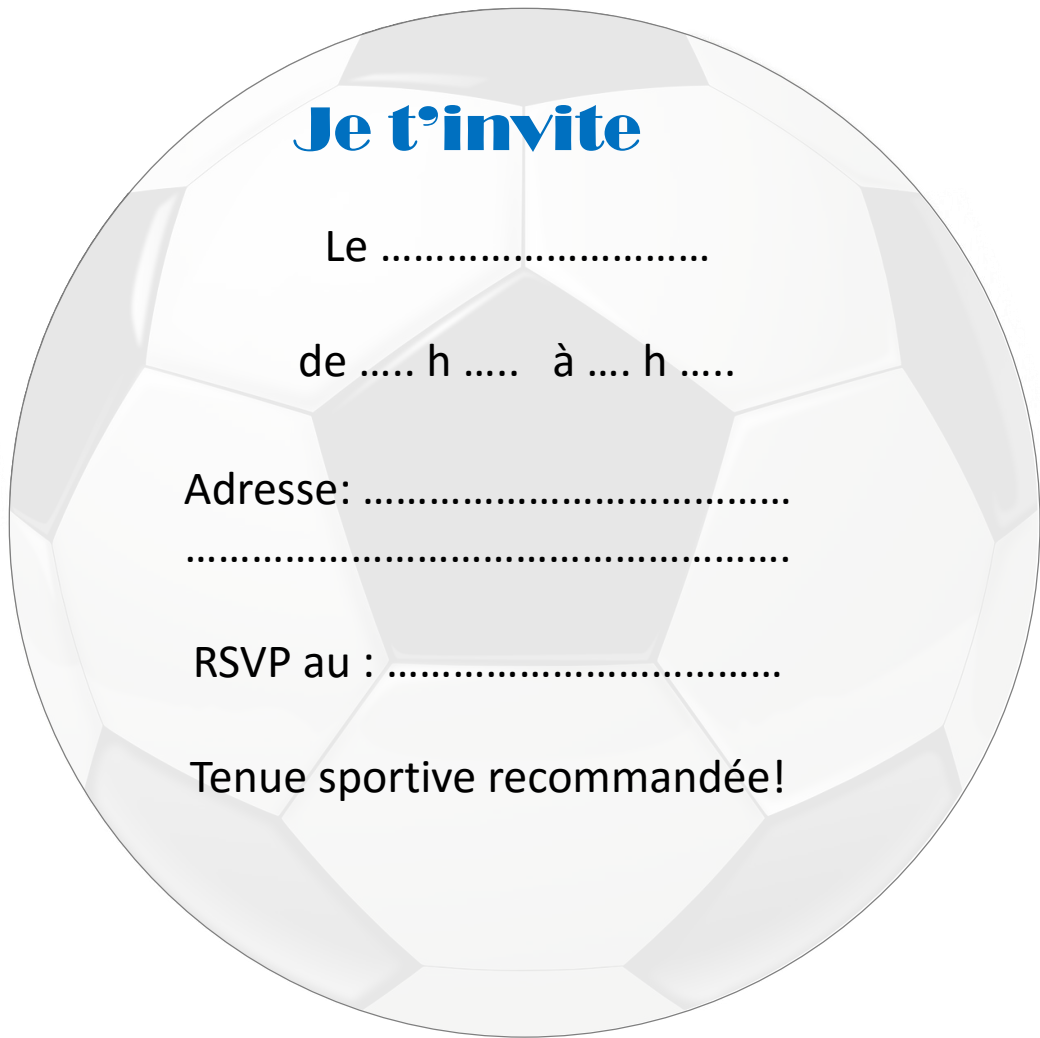 Je t’invite
Le ……………………………
de ….. h ….. à …. h …..
Adresse: …………………………………
……………………………………………….
RSVP au : ………………………………
Tenue sportive recommandée!